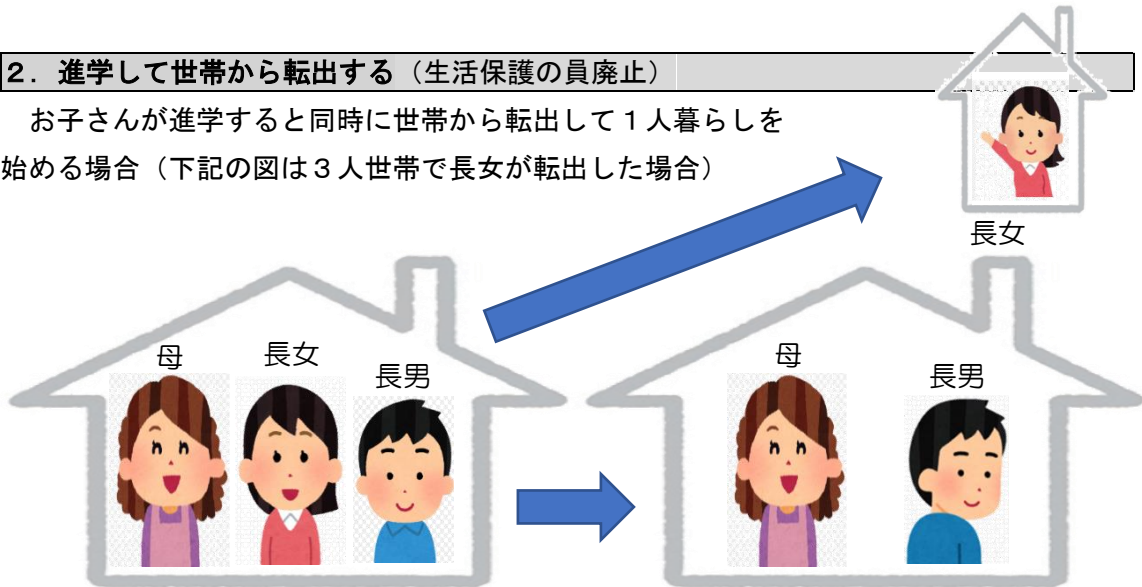 ２．進学して世帯から転出する（生活保護の員廃止）
　お子さんが進学すると同時に世帯から転出して１人暮らしを
始める場合（下記の図は３人世帯で長女が転出した場合）
長女
母
長女
長男
母
長男